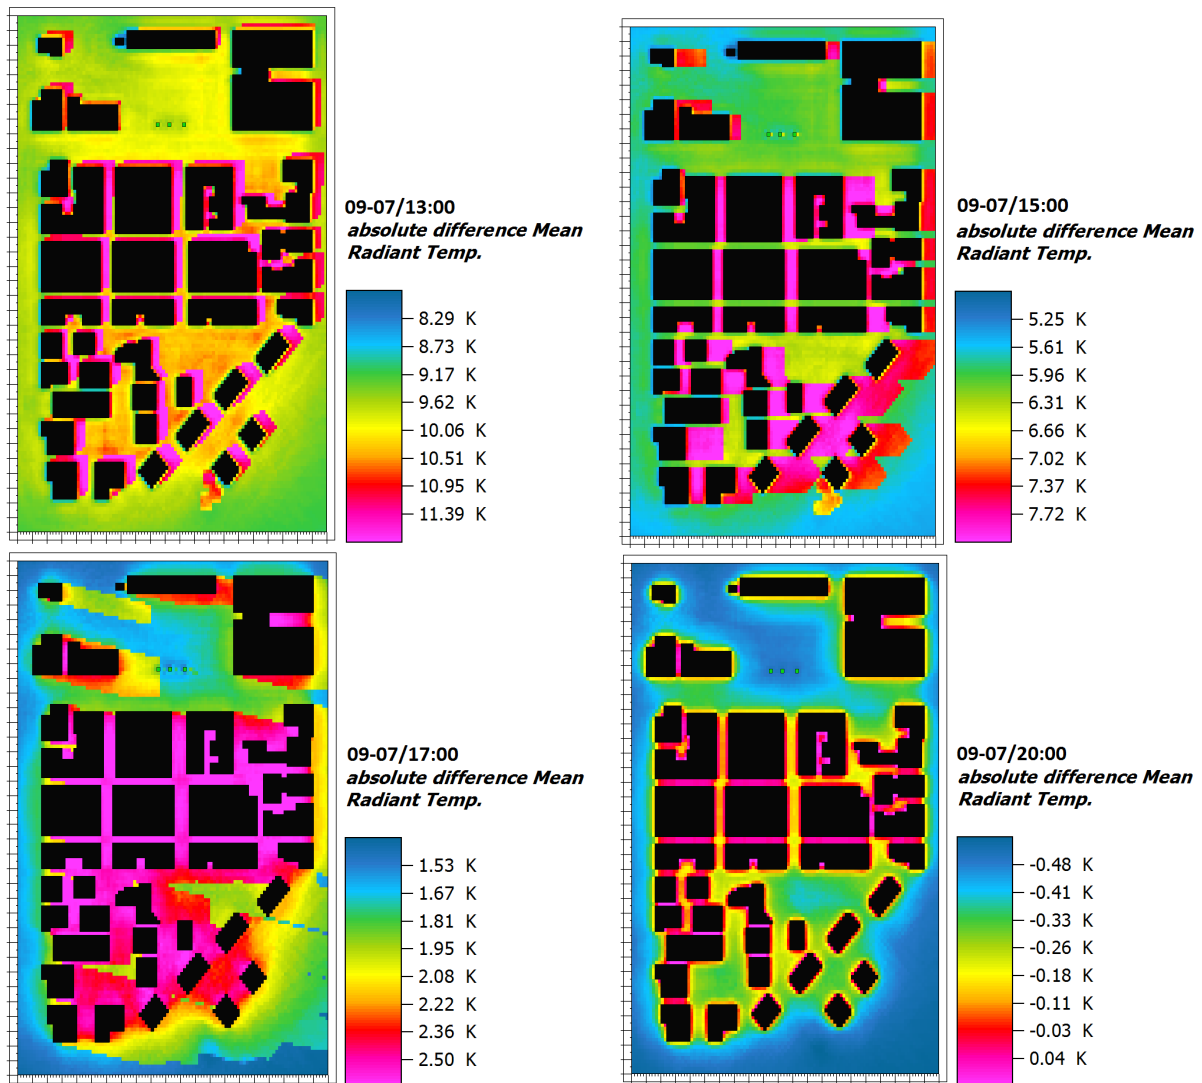 09-07/13:00
absolute difference Mean
Radiant Temp.
8.29 K
8.73 K
9.17 K
9.62 K
10.06 K
10.51 K
10.95 K
11.39 K
09-07/15:00
absolute difference Mean
Radiant Temp.
5.25 K
5.61 K
5.96 K
6.31 K
6.66 K
7.02 K
7.37 K
7.72 K
09-07/17:00
absolute difference Mean
Radiant Temp.
1.53 K
1.67 K
1.81 K
1.95 K
2.08 K
2.22 K
2.36 K
2.50 K
09-07/20:00
absolute difference Mean
Radiant Temp.
-0.48 K
-0.41 K
-0.33 K
-0.26 K
-0.18 K
-0.11 K
-0.03 K
0.04 K